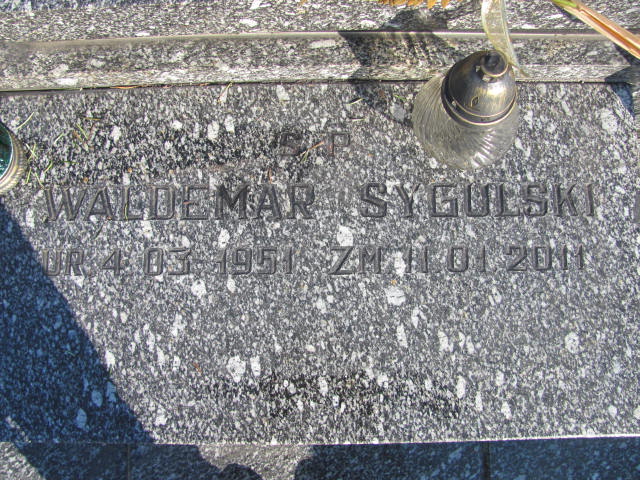 Ś P
WALDEMAR SYGULSKI
UR. 4. 03. 1951 ZM. 11. 01. 2011